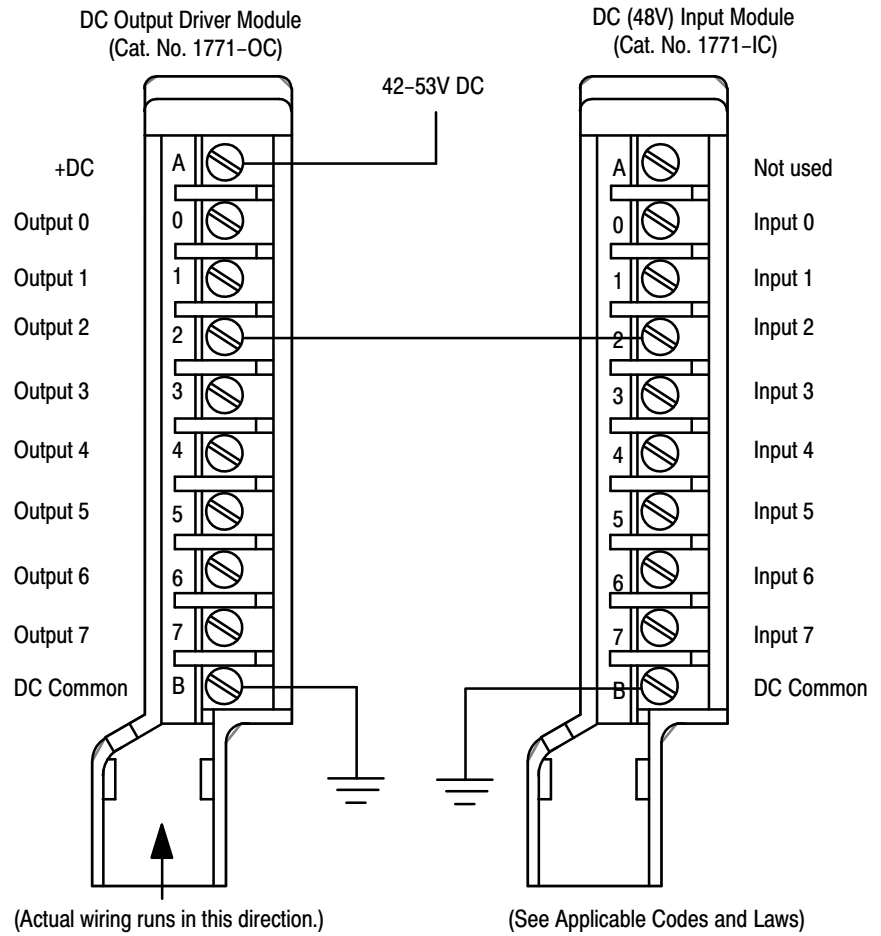 DC Output Driver Module
(Cat. No. 1771–OC)
DC (48V) Input Module
(Cat. No. 1771–IC)
42–53V DC
+DC
A
Output 0
0
Output 1
1
Output 2
2
Output 3
3
Output 4
4
Output 5
5
Output 6
6
Output 7
7
DC Common
B
A
Not used
0
Input 0
1
Input 1
2
Input 2
3
Input 3
4
Input 4
5
Input 5
6
Input 6
7
Input 7
B
DC Common
(Actual wiring runs in this direction.)
(See Applicable Codes and Laws)